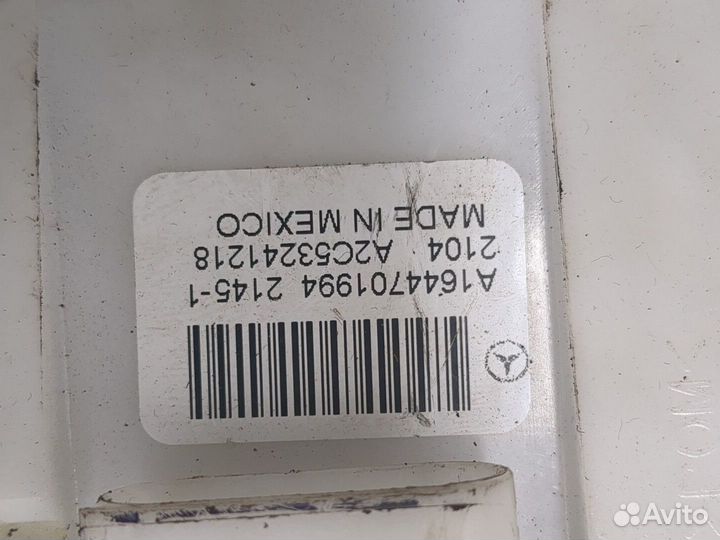 A1644701994 2145-1
2104 A2C53241218
MADE IN MEXICO
Avito